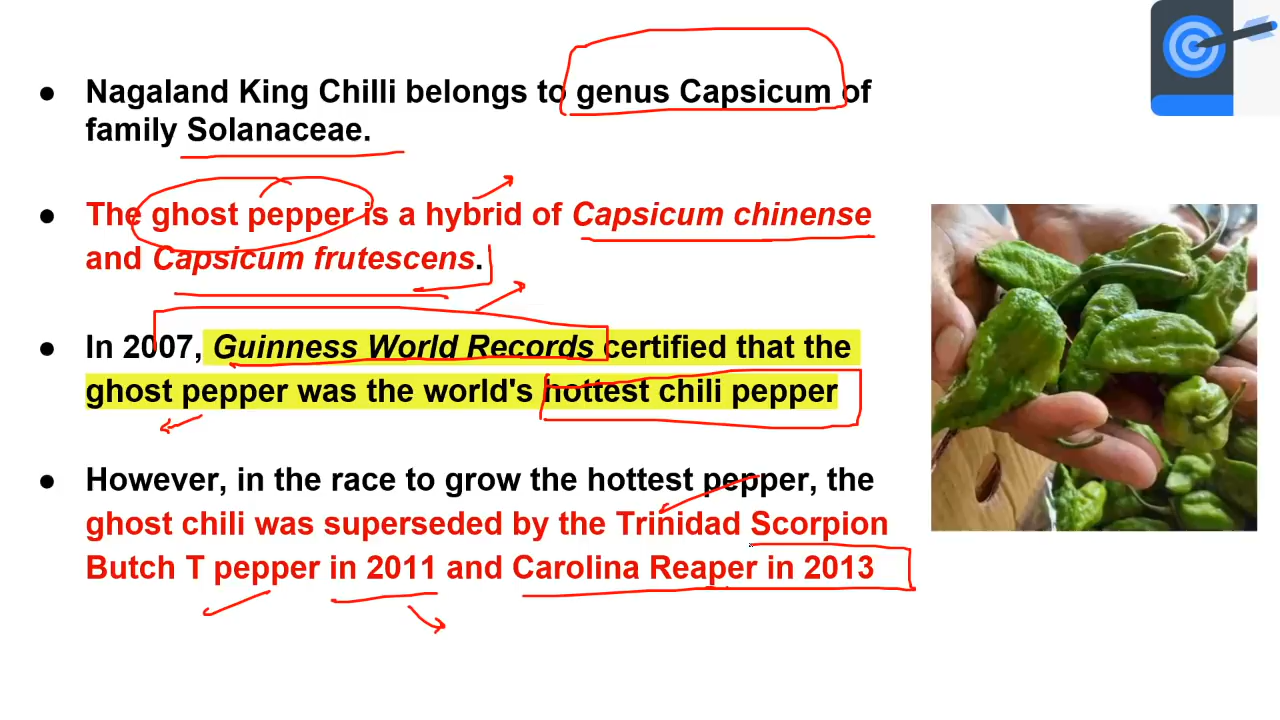 ● Nagaland King Chilli belongs to genus Capsicum of
family Solanaceae.
● The ghost pepper is a hybrid of Capsicum chinense
and Capsicum frutescens.
● In 2007, Guinness World Records certified that the
ghost pepper was the world's hottest chili pepper
● However, in the race to grow the hottest pepper, the
ghost chili was superseded by the Trinidad Scorpion
Butch T pepper in 2011 and Carolina Reaper in 2013